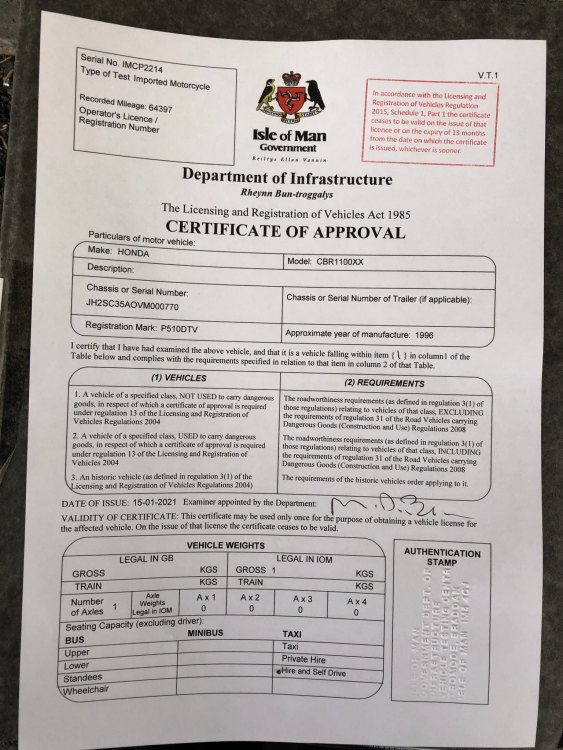 Serial No. IMCP2214
Type of Test Imported Motorcycle
Recorded Mileage: 64397
Operator's Licence /
Registration Number
V.T.1
In accordance with the Licensing and
Registration of Vehicles Regulation
2015, Schedule 1, Part 1 the certificate
ceases to be valid on the issue of that
licence or on the expiry of 13 months
from the date on which the certificate
is issued, whichever is sooner.
Isle of Man
Government
Reiltys Ellan Vannin
Department of Infrastructure
Rheynn Bun-troggalys
The Licensing and Registration of Vehicles Act 1985
CERTIFICATE OF APPROVAL
Particulars of motor vehicle:
Make: HONDA
Model: CBR1100XX
Description:
Chassis or Serial Number:
JH2SC35AOVM000770
Chassis or Serial Number of Trailer (if applicable):
Registration Mark: P510DTV
Approximate year of manufacture: 1996
I certify that I have had examined the above vehicle, and that it is a vehicle falling within item { \ } in column1 of the
Table below and complies with the requirements specified in relation to that item in column 2 of that Table.
(1) VEHICLES
(2) REQUIREMENTS
1. A vehicle of a specified class, NOT USED to carry dangerous
goods, in respect of which a certificate of approval is required
under regulation 13 of the Licensing and Registration of
Vehicles Regulations 2004
The roadworthiness requirements (as defined in regulation 3(1) of
those regulations) relating to vehicles of that class, EXCLUDING
the requirements of regulation 31 of the Road Vehicles carrying
Dangerous Goods (Construction and Use) Regulations 2008
2. A vehicle of a specified class, USED to carry dangerous
goods, in respect of which a certificate of approval is required
under regulation 13 of the Licensing and Registration of
Vehicles 2004
The roadworthiness requirements (as defined in regulation 3(1) of
those regulations) relating to vehicles of that class, INCLUDING
the requirements of regulation 31 of the Road Vehicles carrying
Dangerous Goods (Construction and Use) Regulations 2008
3. An historic vehicle (as defined in regulation 3(1) of the
Licensing and Registration of Vehicles Regulations 2004)
The requirements of the historic vehicles order applying to it.
DATE OF ISSUE: 15-01-2021 Examiner appointed by the Department:
VALIDITY OF CERTIFICATE: This certificate may be used only once for the purpose of obtaining a vehicle license for
the affected vehicle. On the issue of that license the certificate ceases to be valid.
VEHICLE WEIGHTS
LEGAL IN GB
LEGAL IN IOM
GROSS KGS
GROSS 1 KGS
TRAIN KGS
TRAIN KGS
Number
of Axles 1
Axle
Weights
Legal in IOM
A x 1
0
A x 2
0
A x 3
0
A x 4
0
Seating Capacity (excluding driver):
BUS
MINIBUS
TAXI
Upper
Taxi
Lower
Private Hire
Standees
Hire and Self Drive
Wheelchair
AUTHENTICATION
STAMP